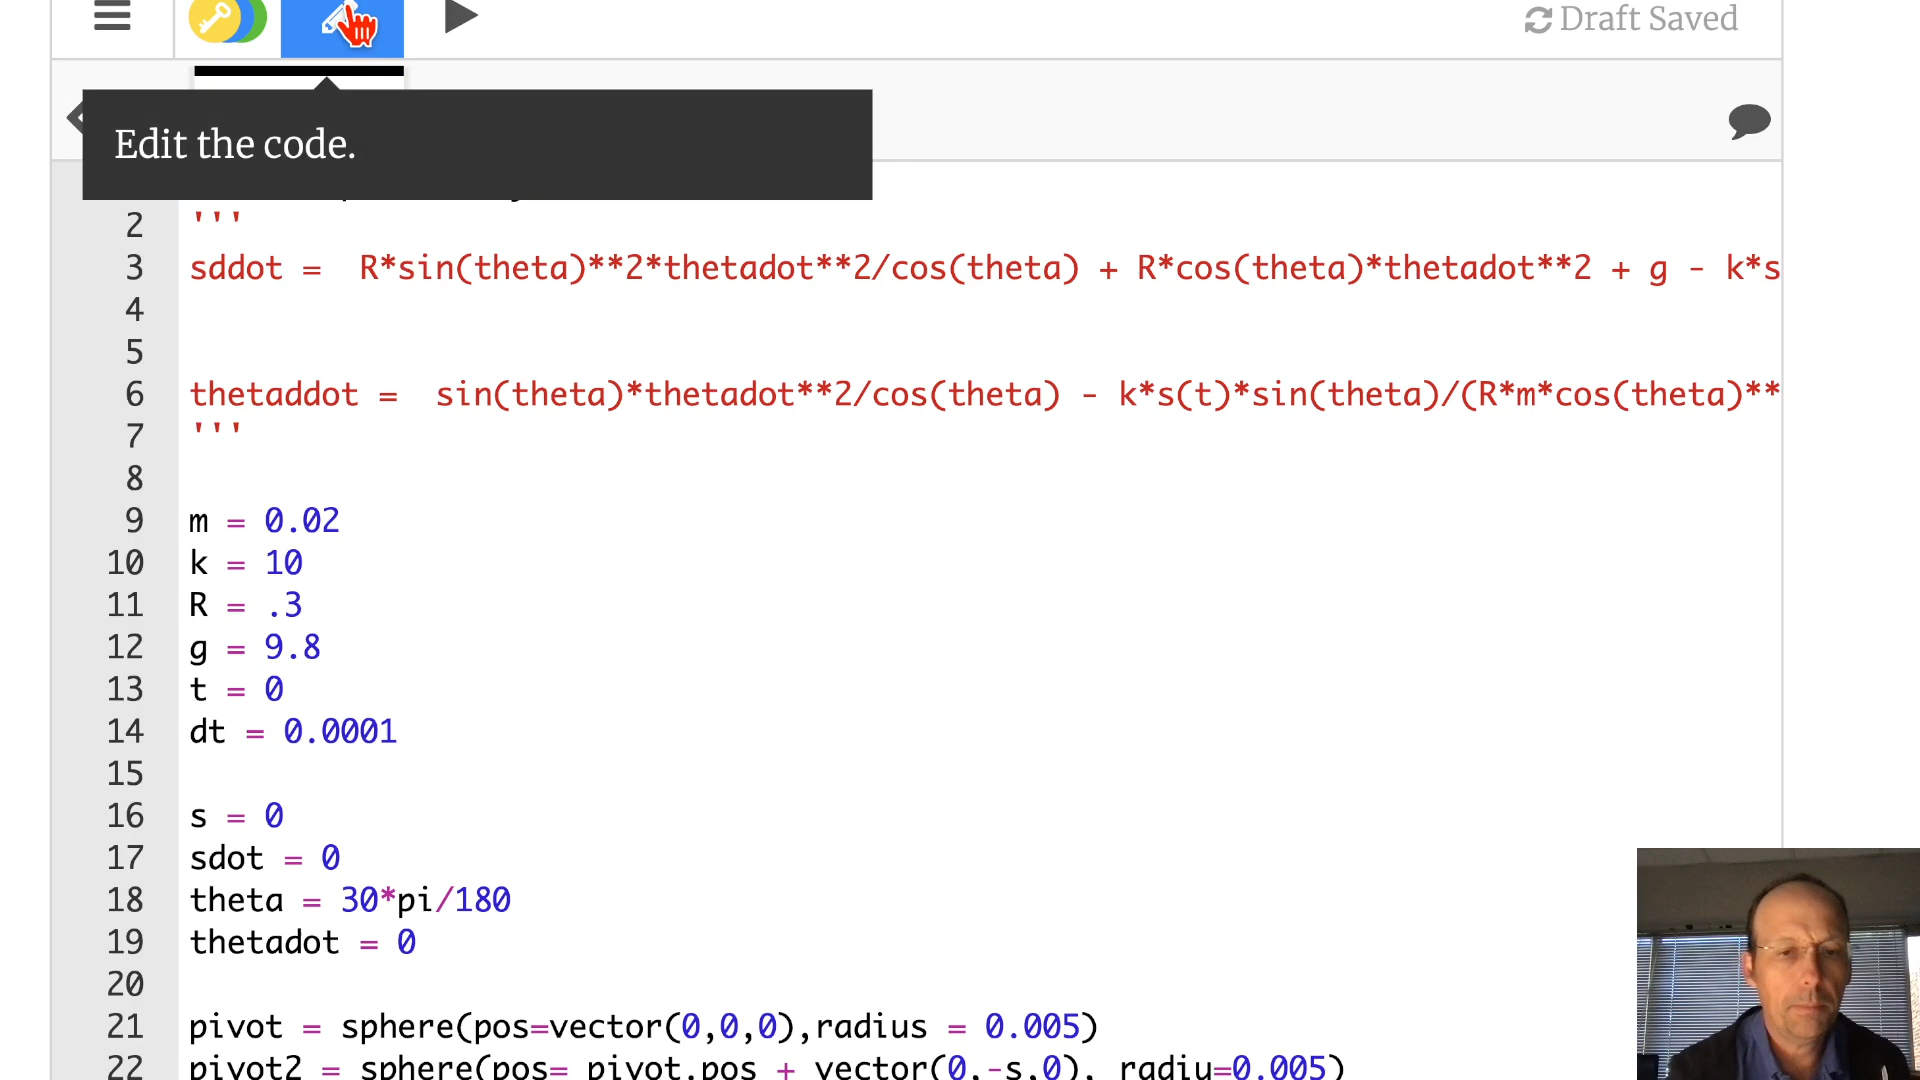 Draft Saved
Edit the code.
2 '''
3 sddot =  R*sin(theta)**2*thetadot**2/cos(theta) + R*cos(theta)*thetadot**2 + g - k*s
4
5
6 thetaddot =  sin(theta)*thetadot**2/cos(theta) - k*s(t)*sin(theta)/(R*m*cos(theta)**
7 '''
8
9 m = 0.02
10 k = 10
11 R = .3
12 g = 9.8
13 t = 0
14 dt = 0.0001
15
16 s = 0
17 sdot = 0
18 theta = 30*pi/180
19 thetadot = 0
20
21 pivot = sphere(pos=vector(0,0,0),radius = 0.005)
22 pivot2 = sphere(pos= pivot.pos + vector(0,-s,0), radiu=0.005)